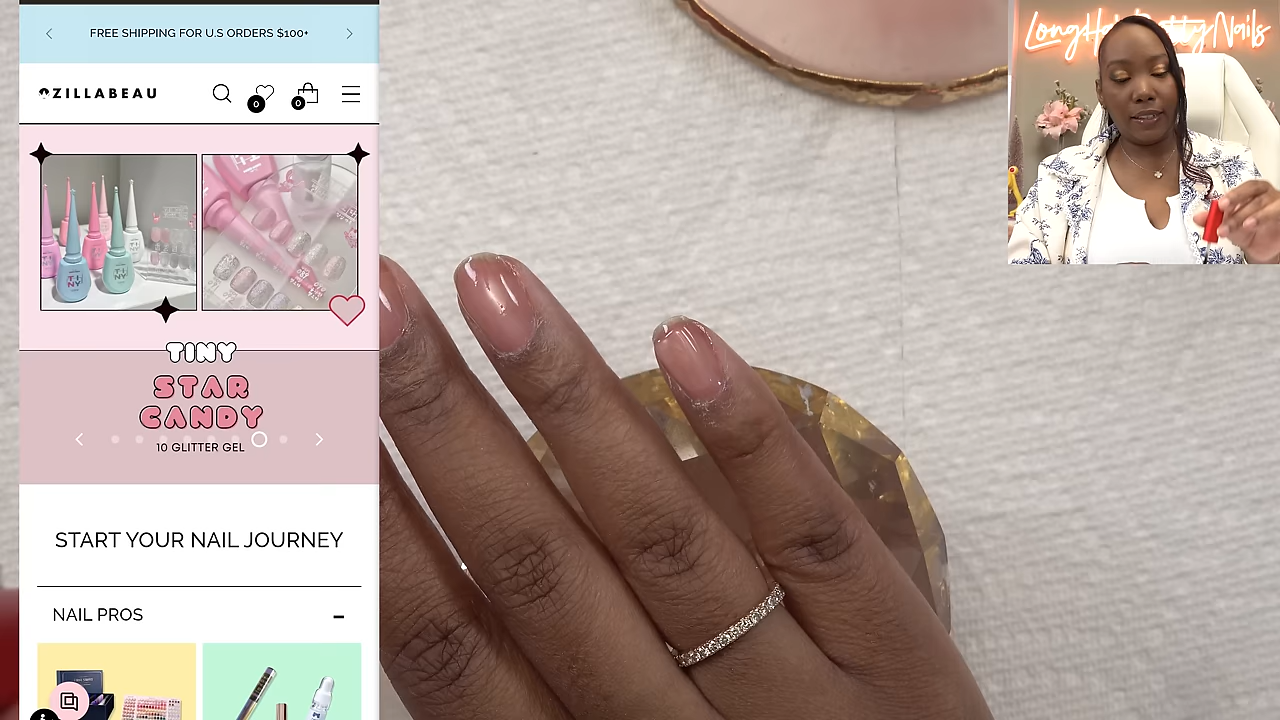 FREE SHIPPING FOR U.S ORDERS $100+
ZILLABEAU
0
0
TINY
STAR
CANDY
10 GLITTER GEL
START YOUR NAIL JOURNEY
NAIL PROS